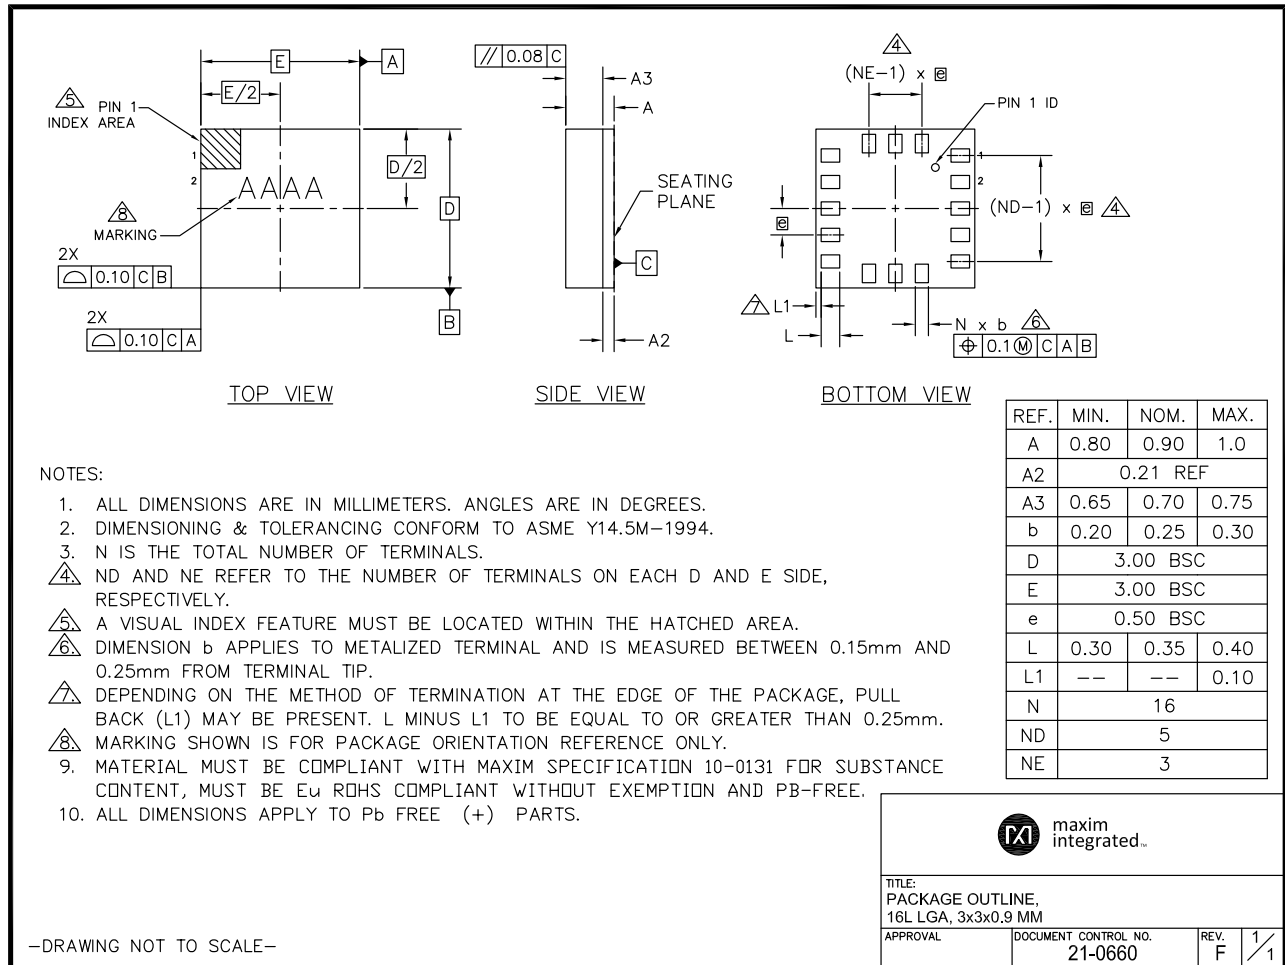 E
A
E/2
5
PIN 1
INDEX AREA
1
2
AAAA
D/2
D
8
MARKING
2X
0.10 C B
2X
0.10 C A
B
TOP VIEW
// 0.08 C
A3
A
SEATING
PLANE
C
A2
SIDE VIEW
4
(NE-1) x e
PIN 1 ID
1
2
(ND-1) x e 4
e
7 L1
L
N x b 6
⌖ 0.1 Ⓜ C A B
BOTTOM VIEW
REF. MIN. NOM. MAX.
A 0.80 0.90 1.0
A2 0.21 REF
A3 0.65 0.70 0.75
b 0.20 0.25 0.30
D 3.00 BSC
E 3.00 BSC
e 0.50 BSC
L 0.30 0.35 0.40
L1 -- -- 0.10
N 16
ND 5
NE 3
NOTES:
1. ALL DIMENSIONS ARE IN MILLIMETERS. ANGLES ARE IN DEGREES.
2. DIMENSIONING & TOLERANCING CONFORM TO ASME Y14.5M-1994.
3. N IS THE TOTAL NUMBER OF TERMINALS.
4. ND AND NE REFER TO THE NUMBER OF TERMINALS ON EACH D AND E SIDE,
RESPECTIVELY.
5. A VISUAL INDEX FEATURE MUST BE LOCATED WITHIN THE HATCHED AREA.
6. DIMENSION b APPLIES TO METALIZED TERMINAL AND IS MEASURED BETWEEN 0.15mm AND
0.25mm FROM TERMINAL TIP.
7. DEPENDING ON THE METHOD OF TERMINATION AT THE EDGE OF THE PACKAGE, PULL
BACK (L1) MAY BE PRESENT. L MINUS L1 TO BE EQUAL TO OR GREATER THAN 0.25mm.
8. MARKING SHOWN IS FOR PACKAGE ORIENTATION REFERENCE ONLY.
9. MATERIAL MUST BE COMPLIANT WITH MAXIM SPECIFICATION 10-0131 FOR SUBSTANCE
CONTENT, MUST BE Eu ROHS COMPLIANT WITHOUT EXEMPTION AND PB-FREE.
10. ALL DIMENSIONS APPLY TO Pb FREE (+) PARTS.
maxim
integrated™
TITLE:
PACKAGE OUTLINE,
16L LGA, 3x3x0.9 MM
APPROVAL
DOCUMENT CONTROL NO.
21-0660
REV.
F
1/1
-DRAWING NOT TO SCALE-